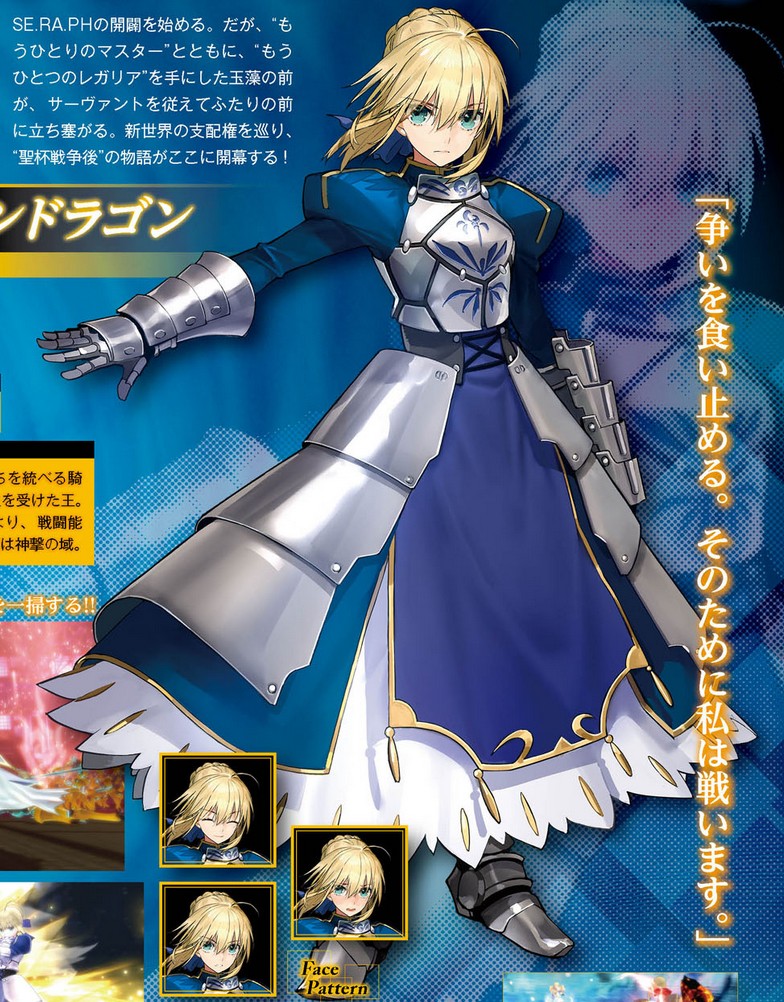 SE.RA.PHの開闢を始める。だが、“も
うひとりのマスター”とともに、“もう
ひとつのレガリア”を手にした玉藻の前
が、サーヴァントを従えてふたりの前
に立ち塞がる。新世界の支配権を巡り、
“聖杯戦争後”の物語がここに開幕する！
ンドラゴン
「争いを食い止める。そのために私は戦います。」
ちを統べる騎
を受けた王。
より、戦闘能
は神撃の域。
を一掃する!!
Face
Pattern